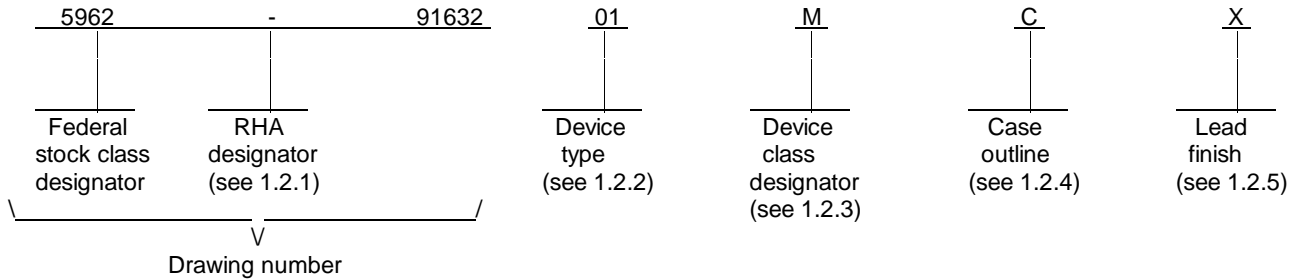 5962 - 91632 01 M C X
Federal stock class designator
RHA designator (see 1.2.1)
Device type (see 1.2.2)
Device class designator (see 1.2.3)
Case outline (see 1.2.4)
Lead finish (see 1.2.5)
Drawing number